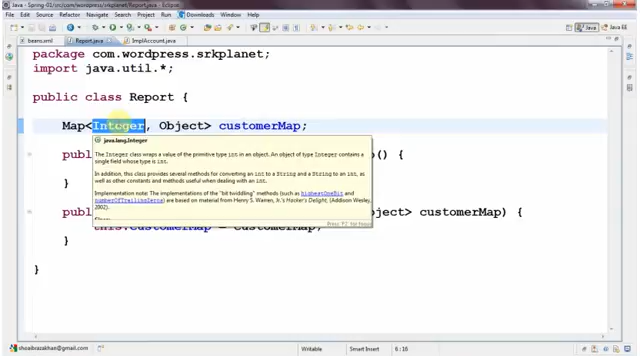 Java - Spring-01/src/com/wordpress/srkplanet/Report.java - Eclipse
File Edit Source Refactor Navigate Search Project Run Downloads Window Help
Java EE
beans.xml Report.java ImplAccount.java
package com.wordpress.srkplanet;
import java.util.*;
public class Report {
Map<Integer, Object> customerMap;
java.lang.Integer
The Integer class wraps a value of the primitive type int in an object. An object of type Integer contains a
single field whose type is int.
In addition, this class provides several methods for converting an int to a String and a String to an int, as
well as other constants and methods useful when dealing with an int.
Implementation note: The implementations of the "bit twiddling" methods (such as highestOneBit and
numberOfTrailingZeros) are based on material from Henry S. Warren, Jr.'s Hacker's Delight, (Addison Wesley,
2002).
Press 'F2' for focus
pub () {
}
pub object> customerMap) {
this.customerMap = customerMap;
}
}
Writable Smart Insert 6 : 16